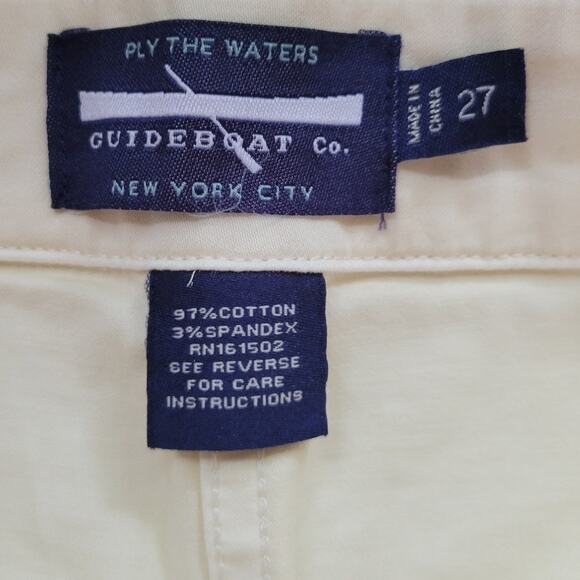 PLY THE WATERS
GUIDEBOAT Co.
NEW YORK CITY
MADE IN
CHINA
27
97%COTTON
3%SPANDEX
RN161502
SEE REVERSE
FOR CARE
INSTRUCTIONS